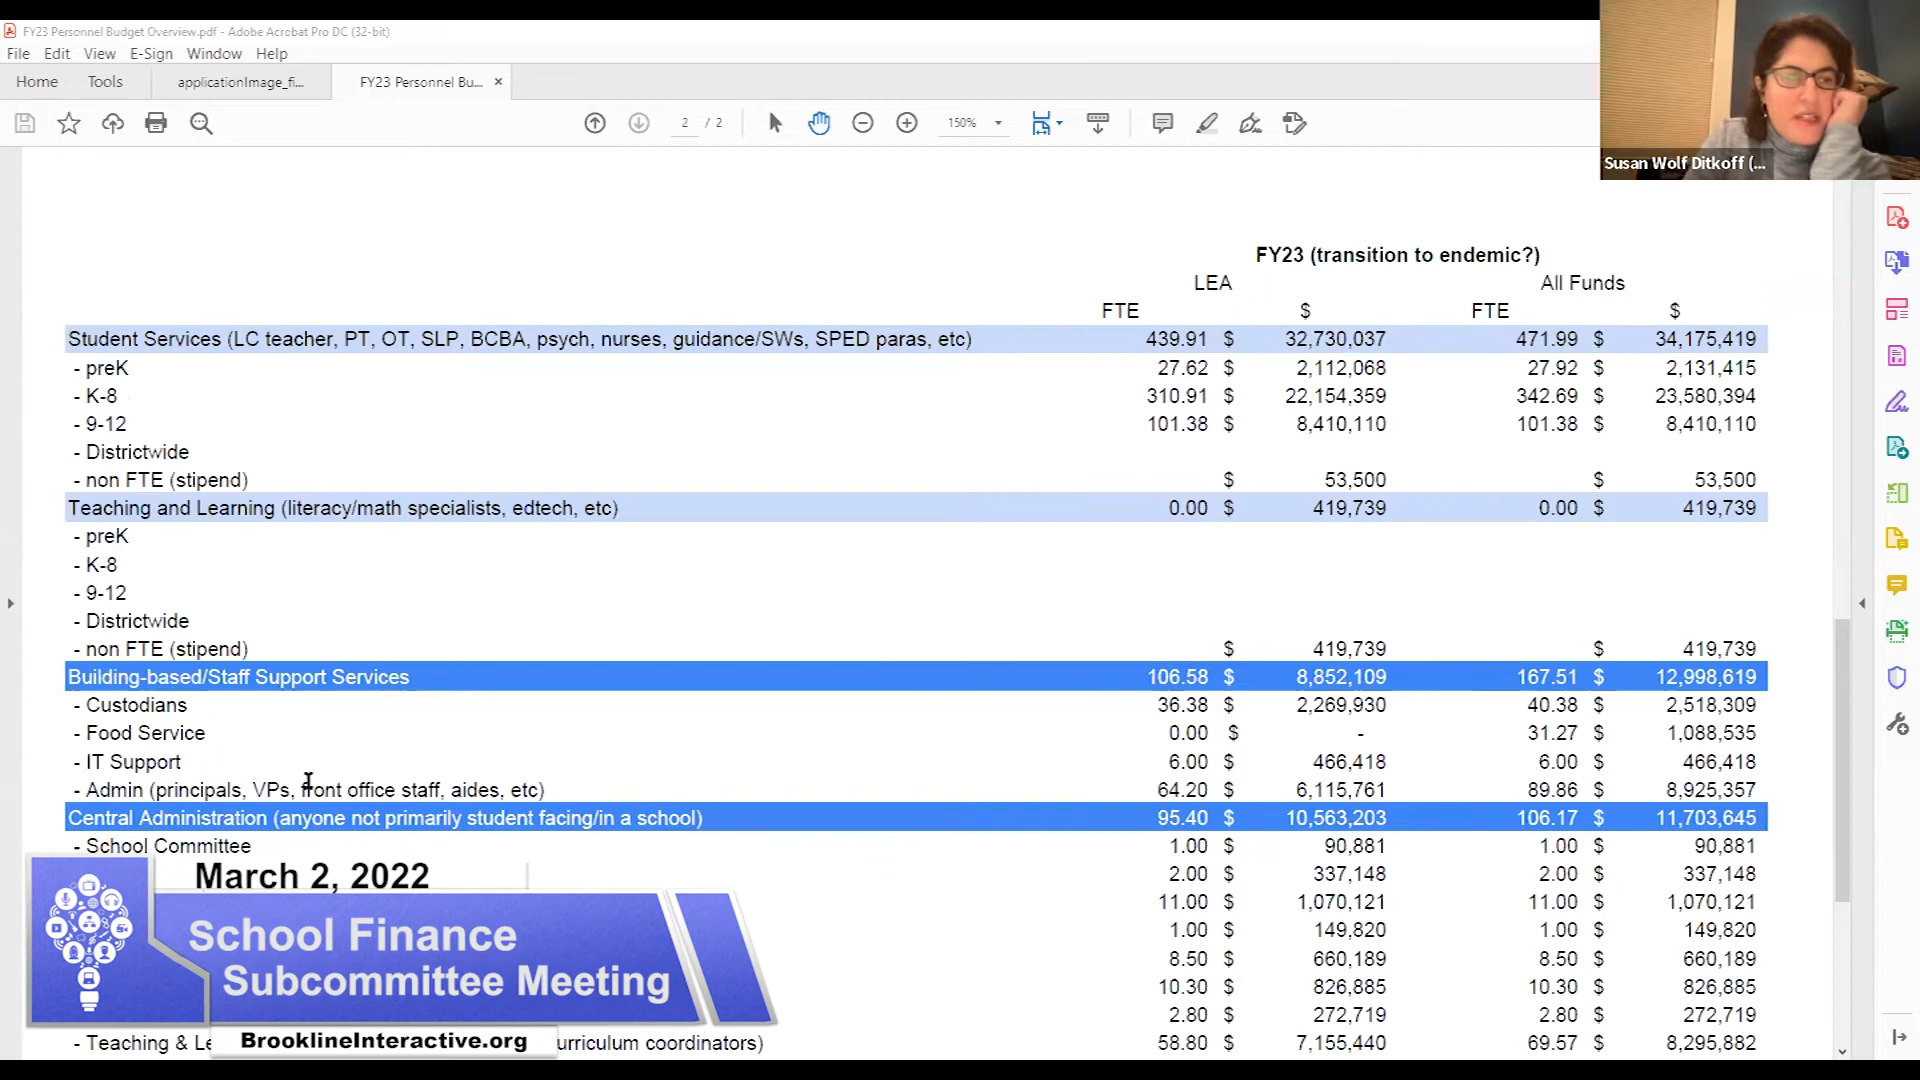 FY23 Personnel Budget Overview.pdf - Adobe Acrobat Pro DC (32-bit)
File Edit View E-Sign Window Help
Home Tools applicationImage_fi... FY23 Personnel Bu... ×
2 / 2 150%
Susan Wolf Ditkoff (...
FY23 (transition to endemic?)
LEA All Funds
FTE $ FTE $
Student Services (LC teacher, PT, OT, SLP, BCBA, psych, nurses, guidance/SWs, SPED paras, etc) 439.91 $ 32,730,037 471.99 $ 34,175,419
- preK 27.62 $ 2,112,068 27.92 $ 2,131,415
- K-8 310.91 $ 22,154,359 342.69 $ 23,580,394
- 9-12 101.38 $ 8,410,110 101.38 $ 8,410,110
- Districtwide
- non FTE (stipend) $ 53,500 $ 53,500
Teaching and Learning (literacy/math specialists, edtech, etc) 0.00 $ 419,739 0.00 $ 419,739
- preK
- K-8
- 9-12
- Districtwide
- non FTE (stipend) $ 419,739 $ 419,739
Building-based/Staff Support Services 106.58 $ 8,852,109 167.51 $ 12,998,619
- Custodians 36.38 $ 2,269,930 40.38 $ 2,518,309
- Food Service 0.00 $ - 31.27 $ 1,088,535
- IT Support 6.00 $ 466,418 6.00 $ 466,418
- Admin (principals, VPs, front office staff, aides, etc) 64.20 $ 6,115,761 89.86 $ 8,925,357
Central Administration (anyone not primarily student facing/in a school) 95.40 $ 10,563,203 106.17 $ 11,703,645
- School Committee 1.00 $ 90,881 1.00 $ 90,881
March 2, 2022 2.00 $ 337,148 2.00 $ 337,148
11.00 $ 1,070,121 11.00 $ 1,070,121
School Finance 1.00 $ 149,820 1.00 $ 149,820
8.50 $ 660,189 8.50 $ 660,189
Subcommittee Meeting 10.30 $ 826,885 10.30 $ 826,885
2.80 $ 272,719 2.80 $ 272,719
BrooklineInteractive.org
- Teaching & Le urriculum coordinators) 58.80 $ 7,155,440 69.57 $ 8,295,882